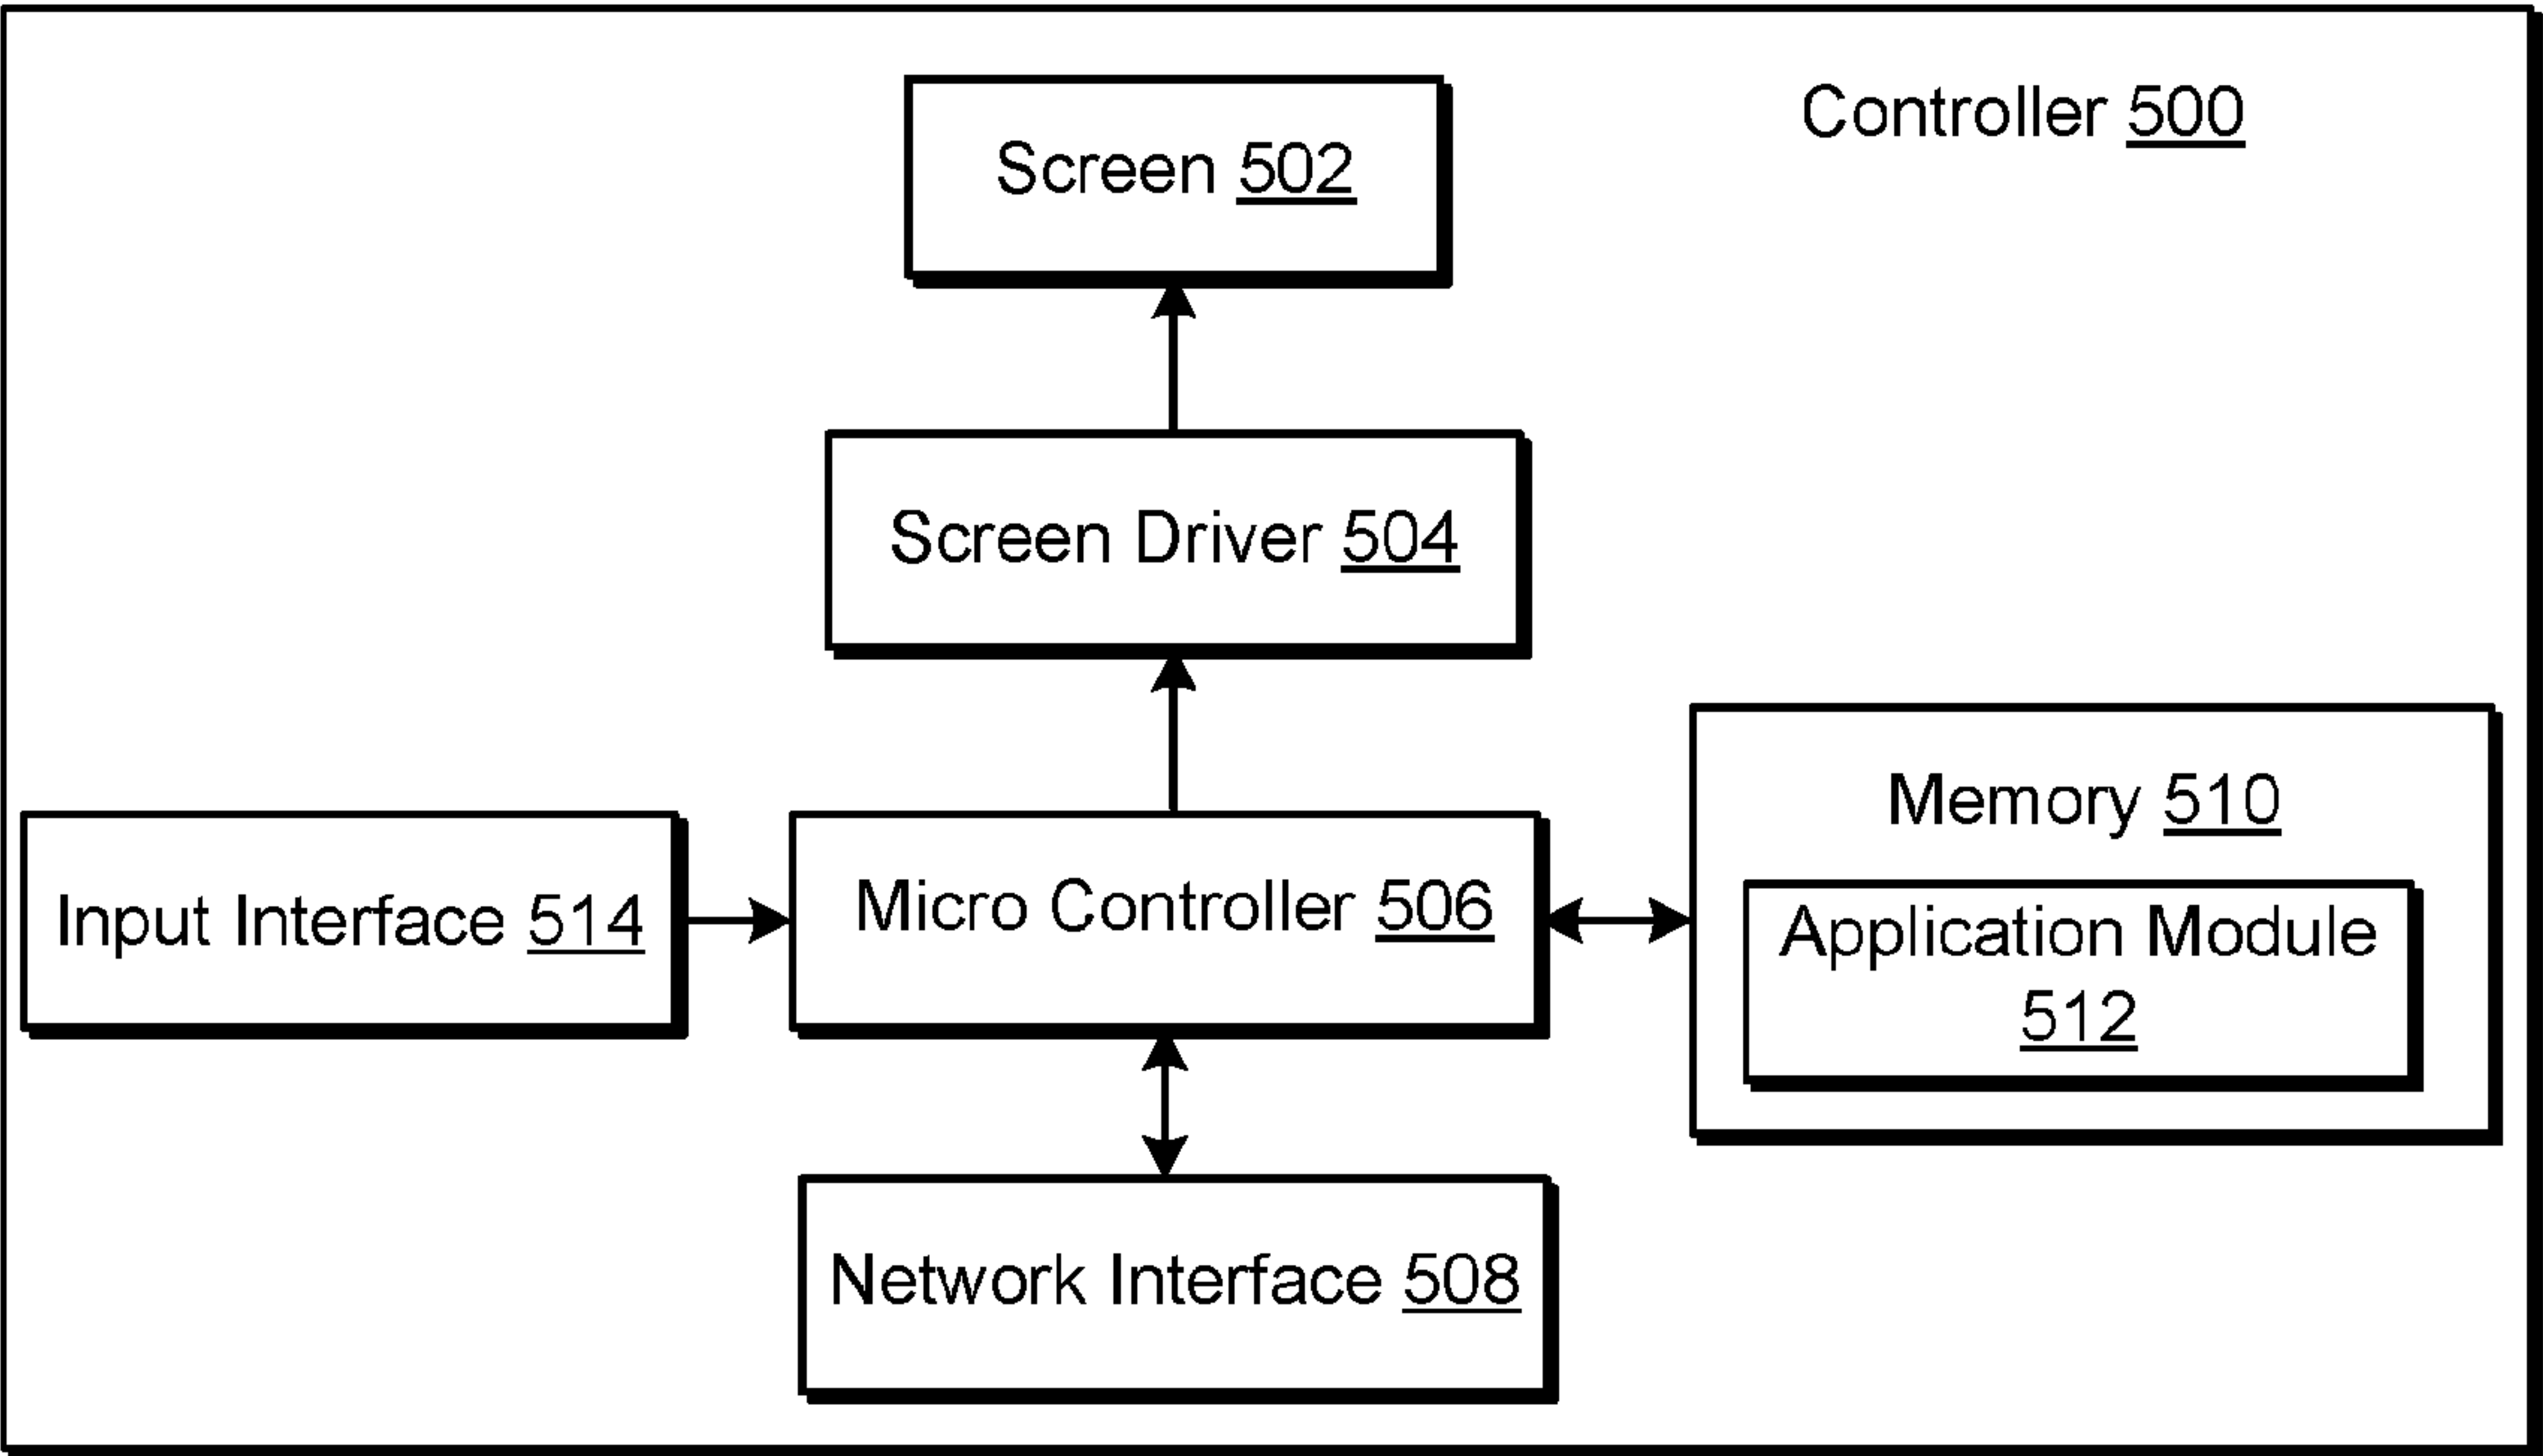 Controller 500
Screen 502
Screen Driver 504
Memory 510
Input Interface 514
Micro Controller 506
Application Module
512
Network Interface 508